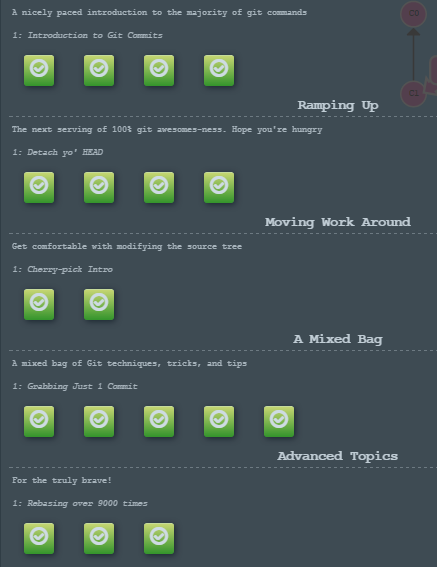 A nicely paced introduction to the majority of git commands
1: Introduction to Git Commits
Ramping Up
The next serving of 100% git awesomes-ness. Hope you're hungry
1: Detach yo' HEAD
Moving Work Around
Get comfortable with modifying the source tree
1: Cherry-pick Intro
A Mixed Bag
A mixed bag of Git techniques, tricks, and tips
1: Grabbing Just 1 Commit
Advanced Topics
For the truly brave!
1: Rebasing over 9000 times
C0
C1